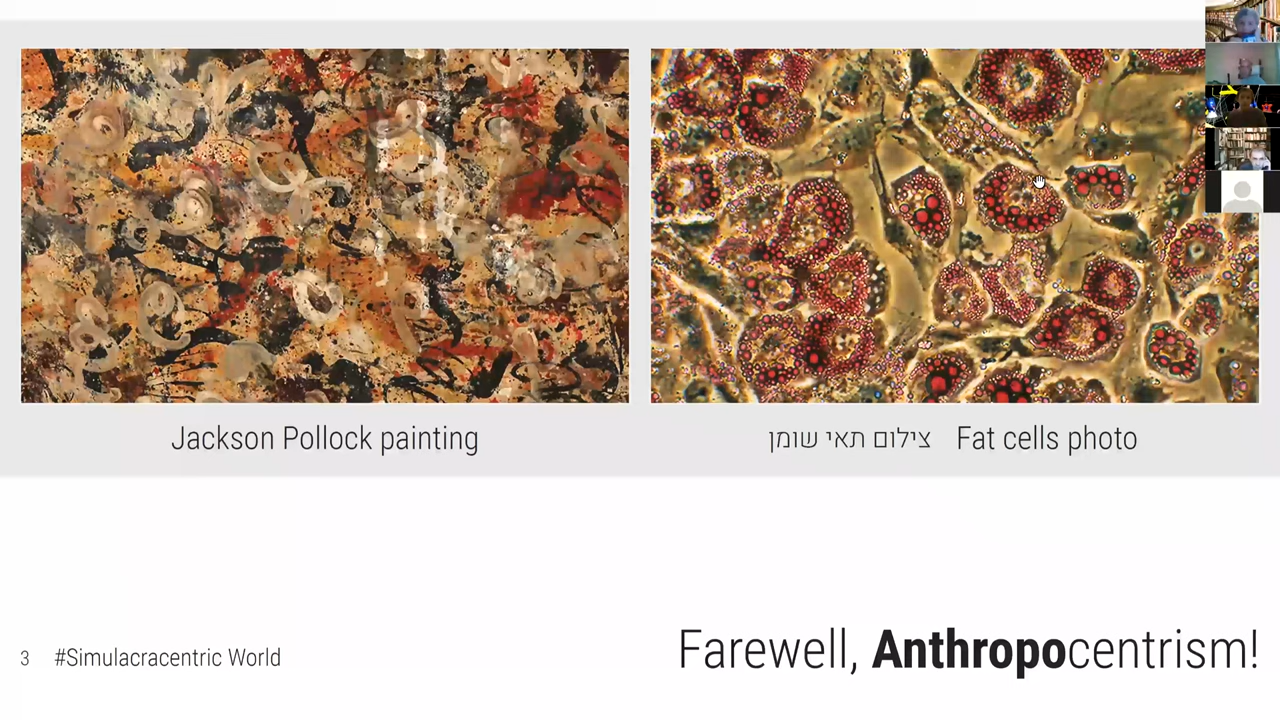 Jackson Pollock painting
צילום תאי שומן Fat cells photo
3 #Simulacracentric World
Farewell, Anthropocentrism!